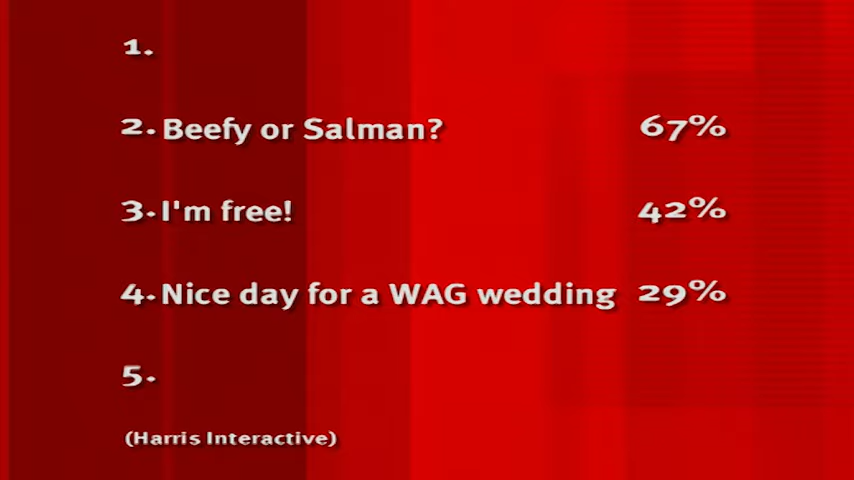 1.
2. Beefy or Salman? 67%
3. I'm free! 42%
4. Nice day for a WAG wedding 29%
5.
(Harris Interactive)